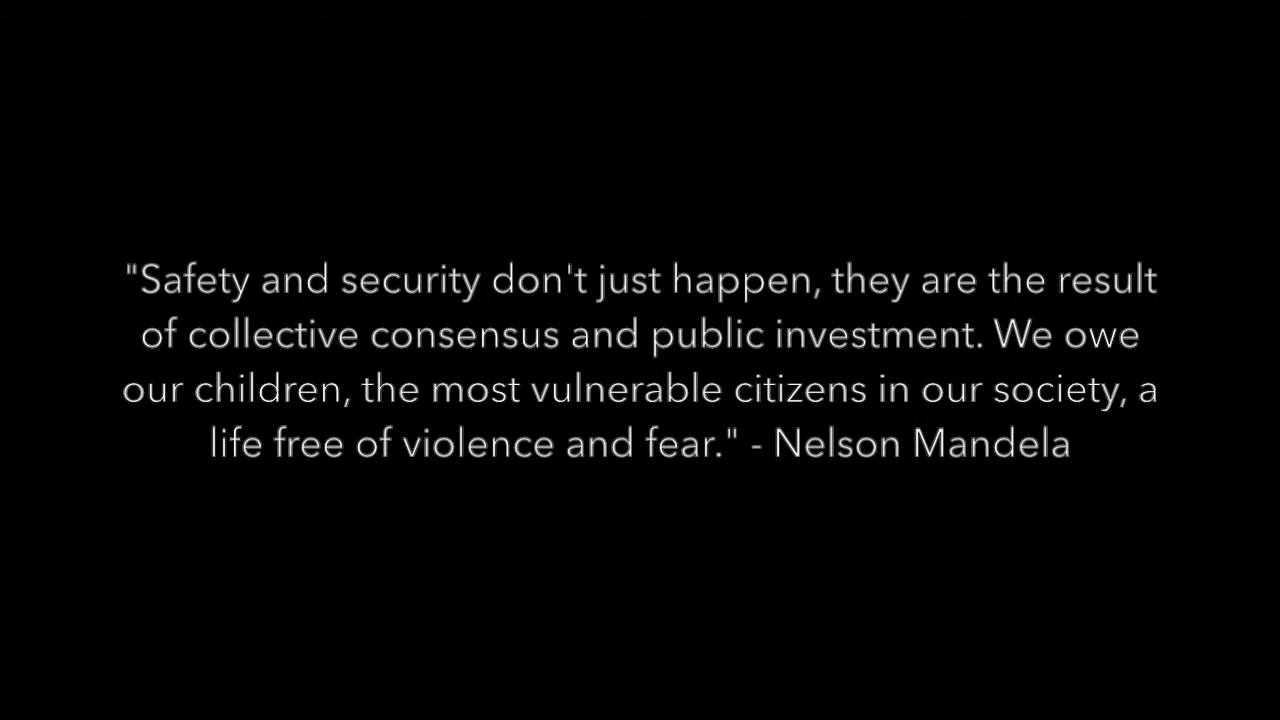 "Safety and security don't just happen, they are the result
of collective consensus and public investment. We owe
our children, the most vulnerable citizens in our society, a
life free of violence and fear." - Nelson Mandela